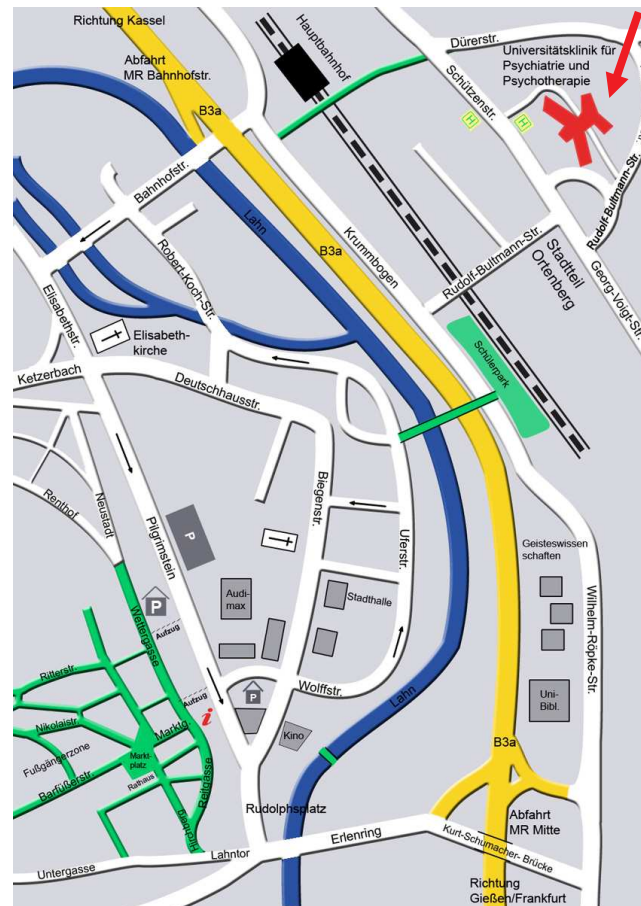 Richtung Kassel
Abfahrt
MR Bahnhofstr.
B3a
Hauptbahnhof
Dürerstr.
Schützenstr.
Universitätsklinik für
Psychiatrie und
Psychotherapie
H
H
Bahnhofstr.
Lahn
B3a
Krummbogen
Rudolf-Bultmann-Str.
Rudolf-Bultmann-Str.
Stadtteil
Ortenberg
Georg-Voigt-Str.
Robert-Koch-Str.
Elisabethstr.
Elisabeth-
kirche
Ketzerbach
Deutschhausstr.
Schülerpark
Renthof
Neustadt
Pilgrimstein
P
Biegenstr.
Uferstr.
Geisteswissen
schaften
Wilhelm-Röpke-Str.
P
Audi-
max
Stadthalle
Wettergasse
Aufzug
Ritterstr.
Aufzug
i
P
Wolffstr.
Lahn
Uni-
Bibl.
Nikolaistr.
Marktg.
Kino
Fußgängerzone
Markt-
platz
Barfüßerstr.
Rathaus
Reitgasse
Hirschberg
B3a
Rudolphsplatz
Abfahrt
MR Mitte
Erlenring
Kurt-Schumacher- Brücke
Untergasse
Lahntor
Richtung
Gießen/Frankfurt